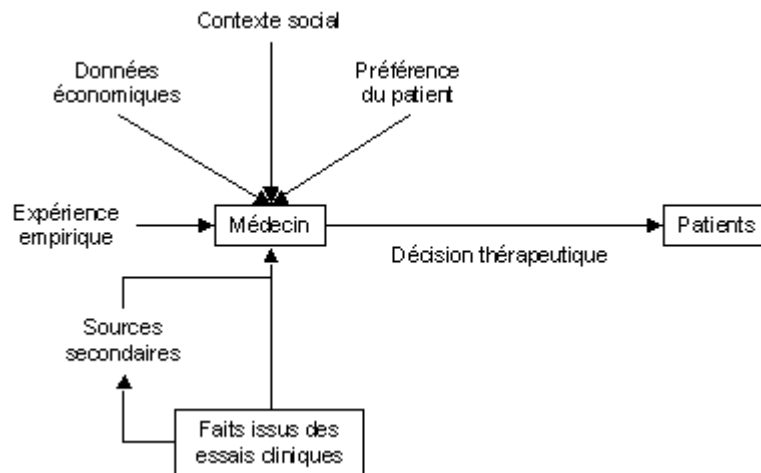 Contexte social
Données
économiques
Préférence
du patient
Expérience
empirique
Médecin
Patients
Décision thérapeutique
Sources
secondaires
Faits issus des
essais cliniques